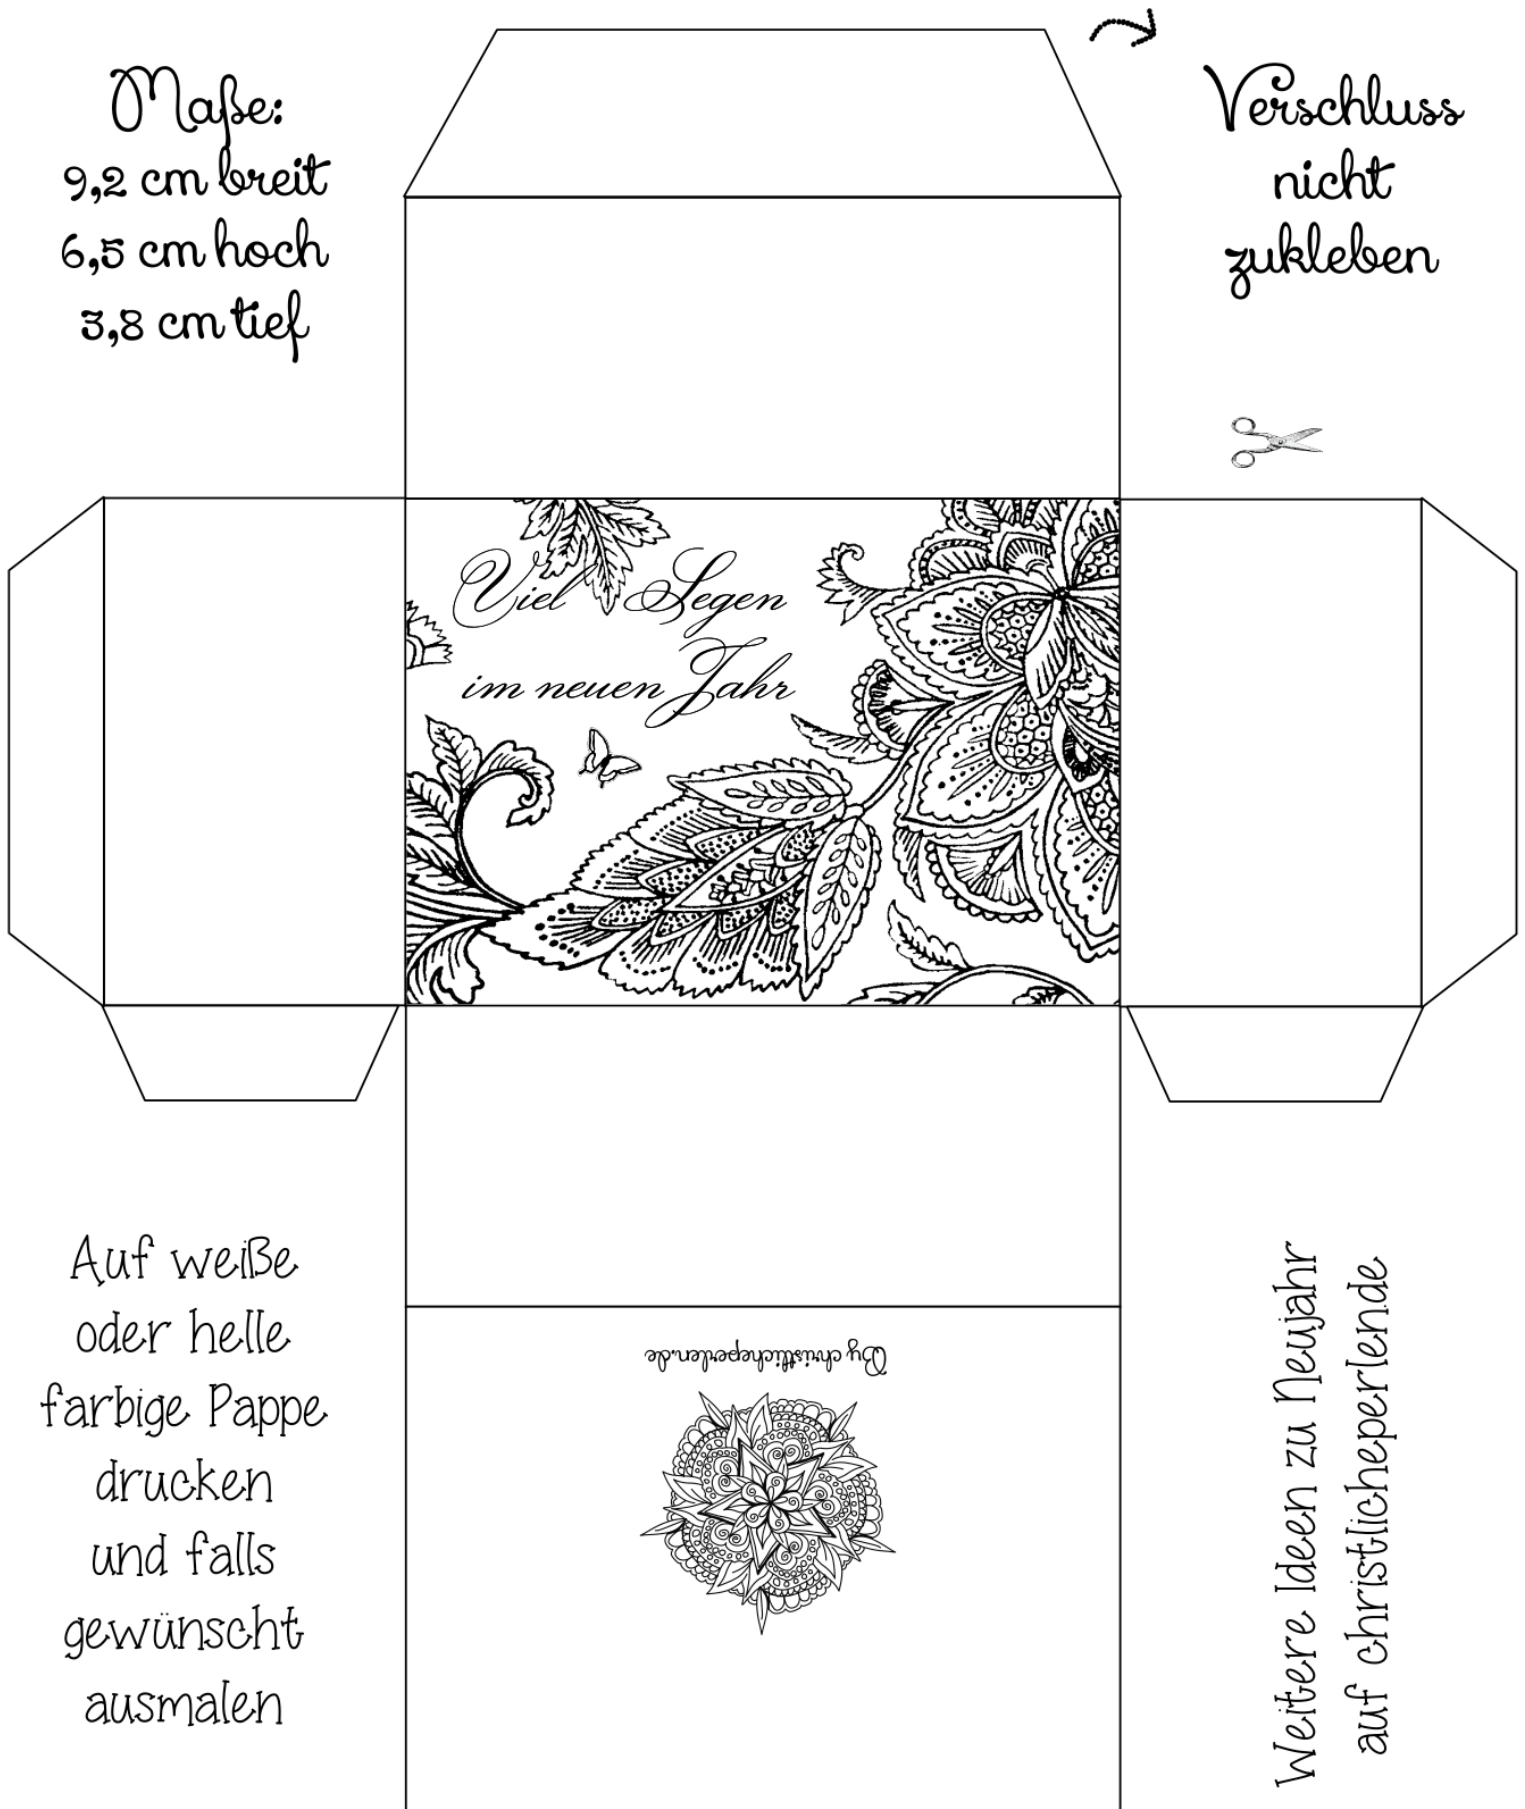 Maße:
9,2 cm breit
6,5 cm hoch
3,8 cm tief
Verschluss
nicht
zukleben
Viel Segen
im neuen Jahr
By christlicheperlen.de
Auf weiße
oder helle
farbige Pappe
drucken
und falls
gewünscht
ausmalen
Weitere Ideen zu Neujahr
auf christlicheperlen.de